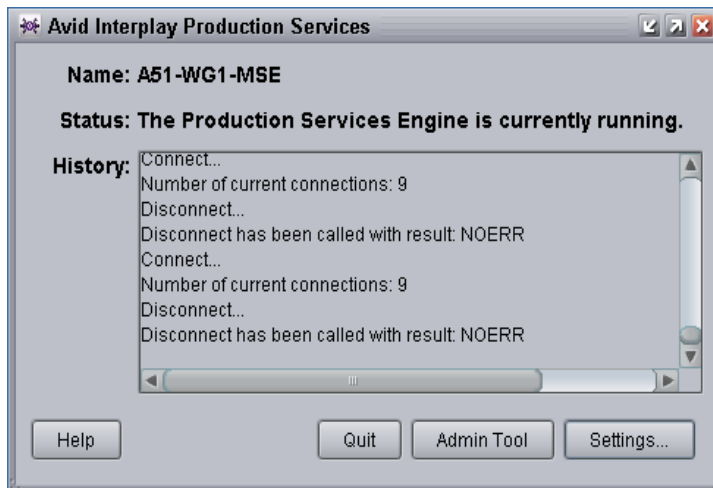 Avid Interplay Production Services
Name: A51-WG1-MSE
Status: The Production Services Engine is currently running.
History:
Connect...
Number of current connections: 9
Disconnect...
Disconnect has been called with result: NOERR
Connect...
Number of current connections: 9
Disconnect...
Disconnect has been called with result: NOERR
Help
Quit
Admin Tool
Settings...